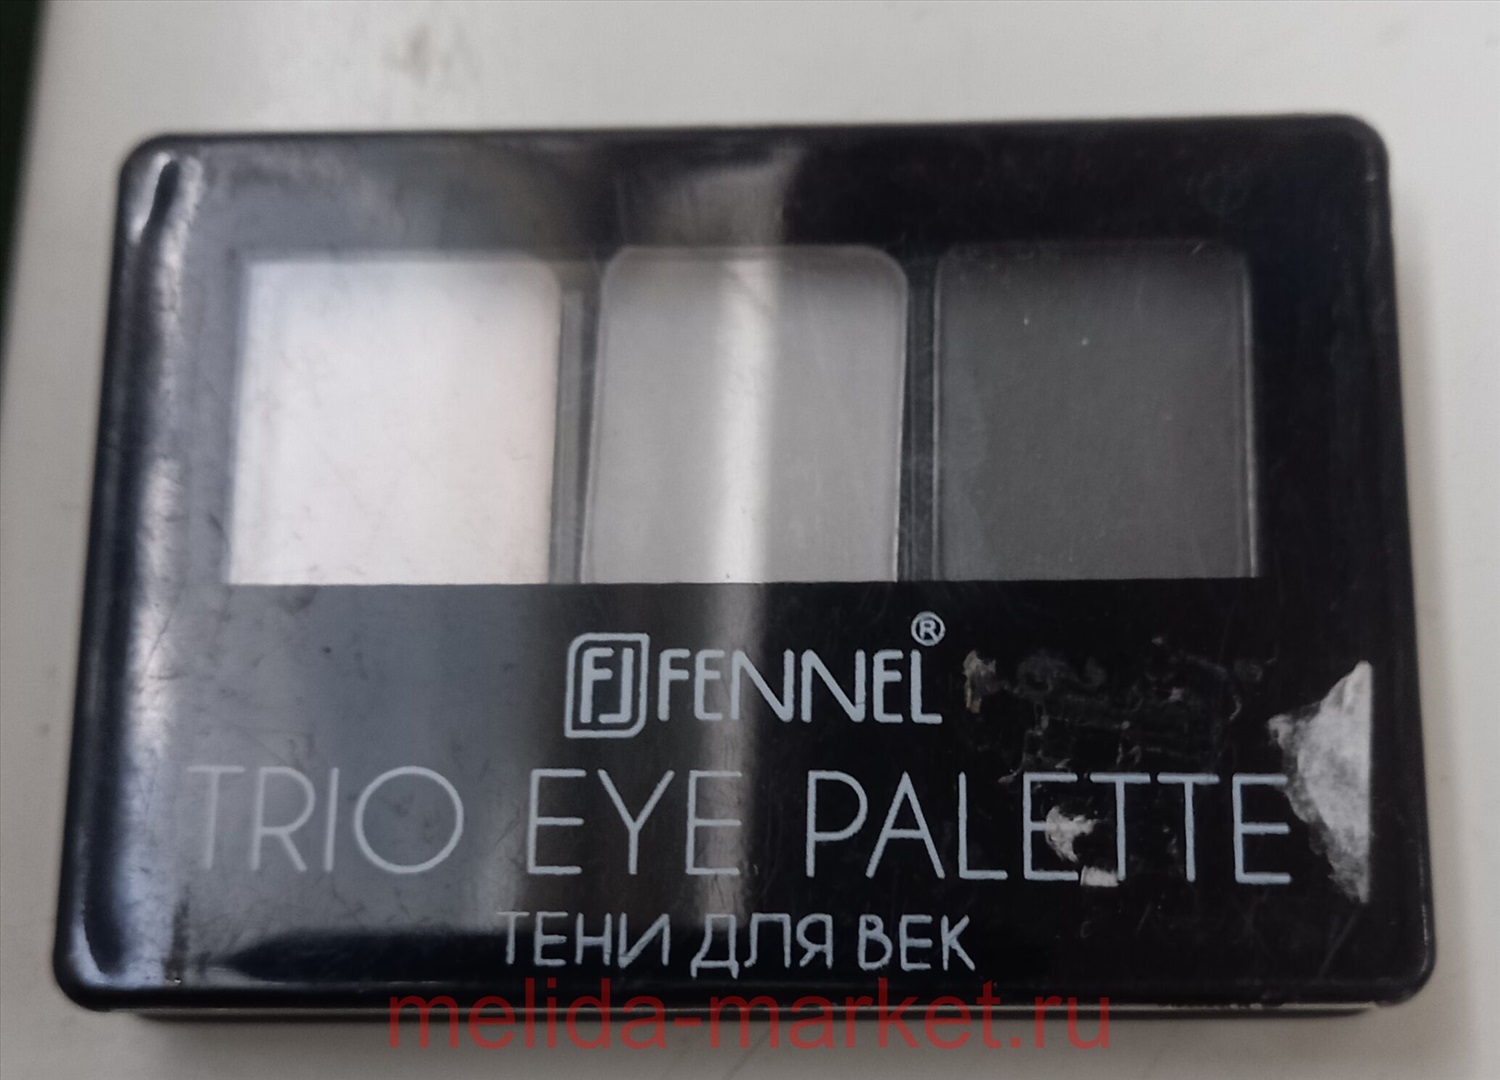 FJ FENNEL®
TRIO EYE PALETTE
ТЕНИ ДЛЯ ВЕК
melida-market.ru